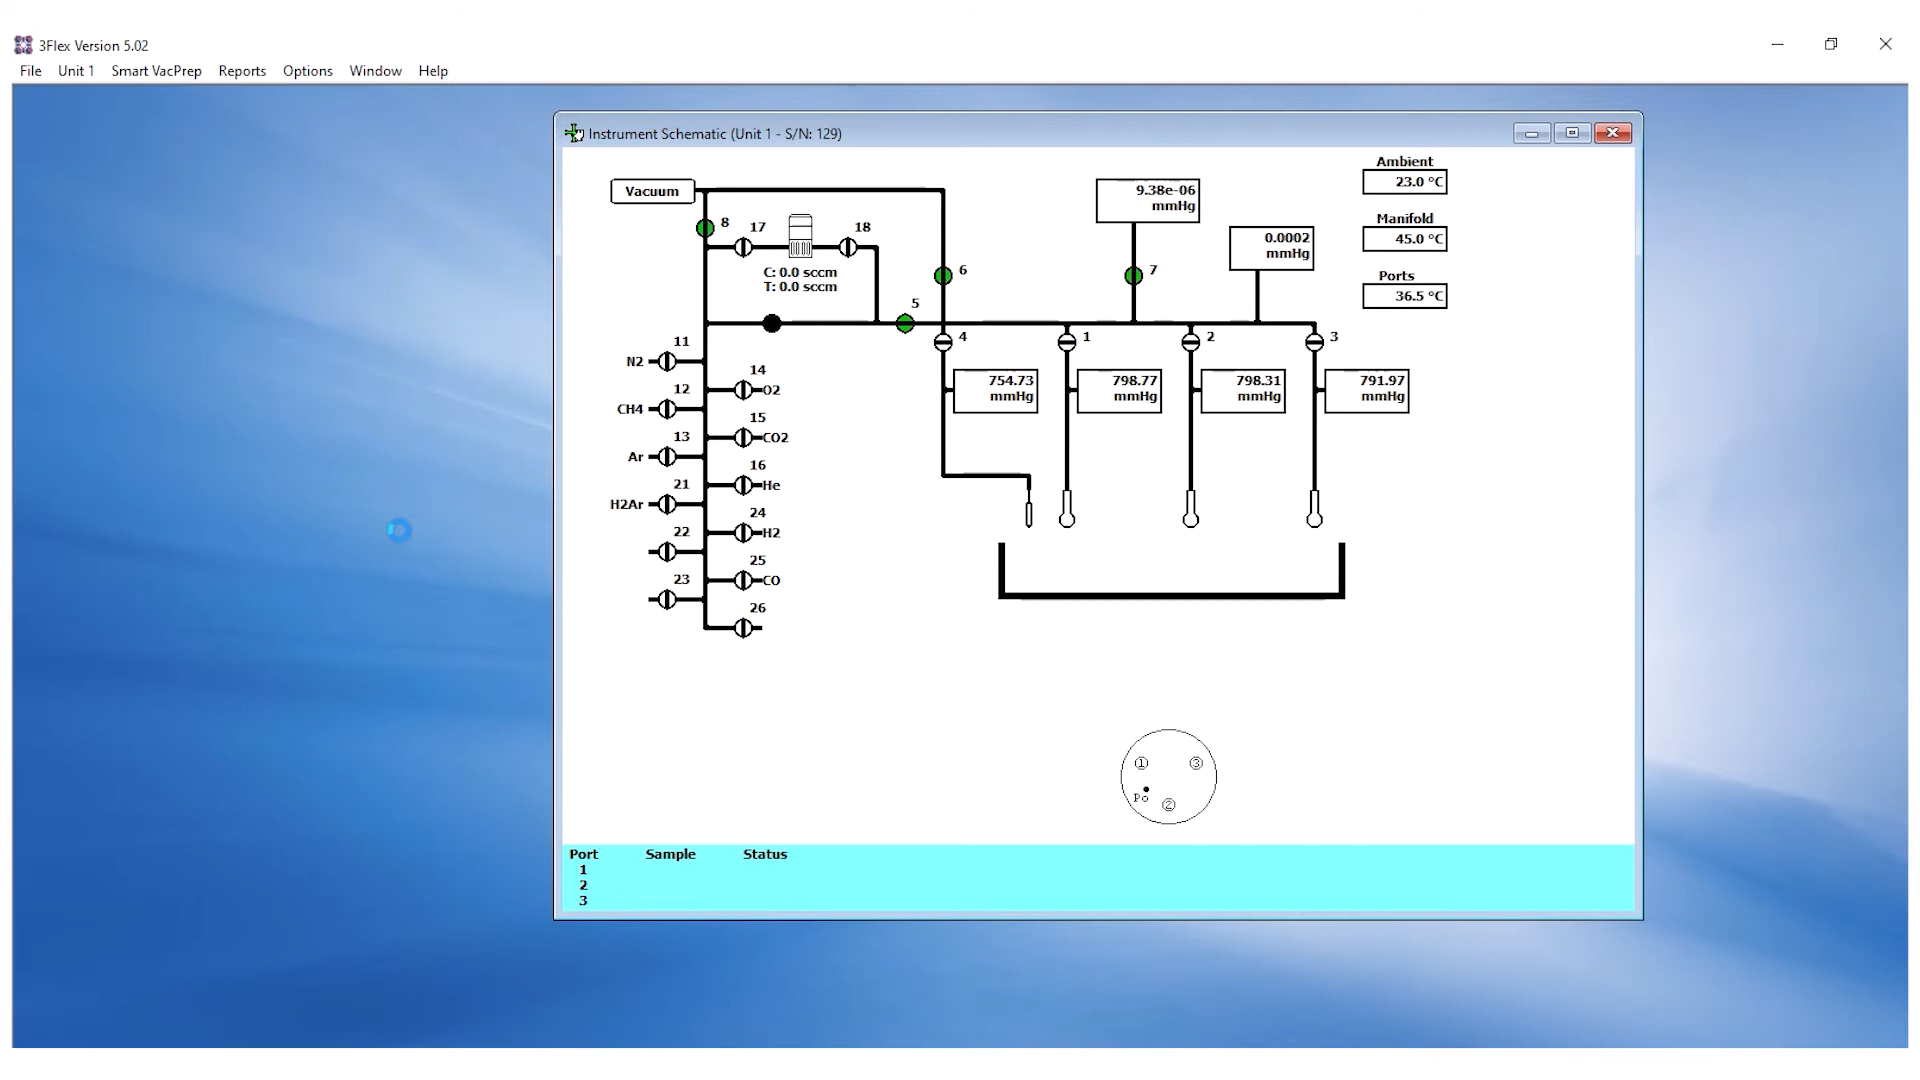 3Flex Version 5.02
File Unit 1 Smart VacPrep Reports Options Window Help
Instrument Schematic (Unit 1 - S/N: 129)
Ambient
23.0 °C
Manifold
45.0 °C
Ports
36.5 °C
Vacuum
9.38e-06
mmHg
0.0002
mmHg
8
17
18
C: 0.0 sccm
T: 0.0 sccm
6
7
5
4
1
2
3
754.73
mmHg
798.77
mmHg
798.31
mmHg
791.97
mmHg
11
N2
14
O2
12
CH4
15
CO2
13
Ar
16
He
21
H2Ar
24
H2
22
25
CO
23
26
1
3
Po
2
Port Sample Status
1
2
3